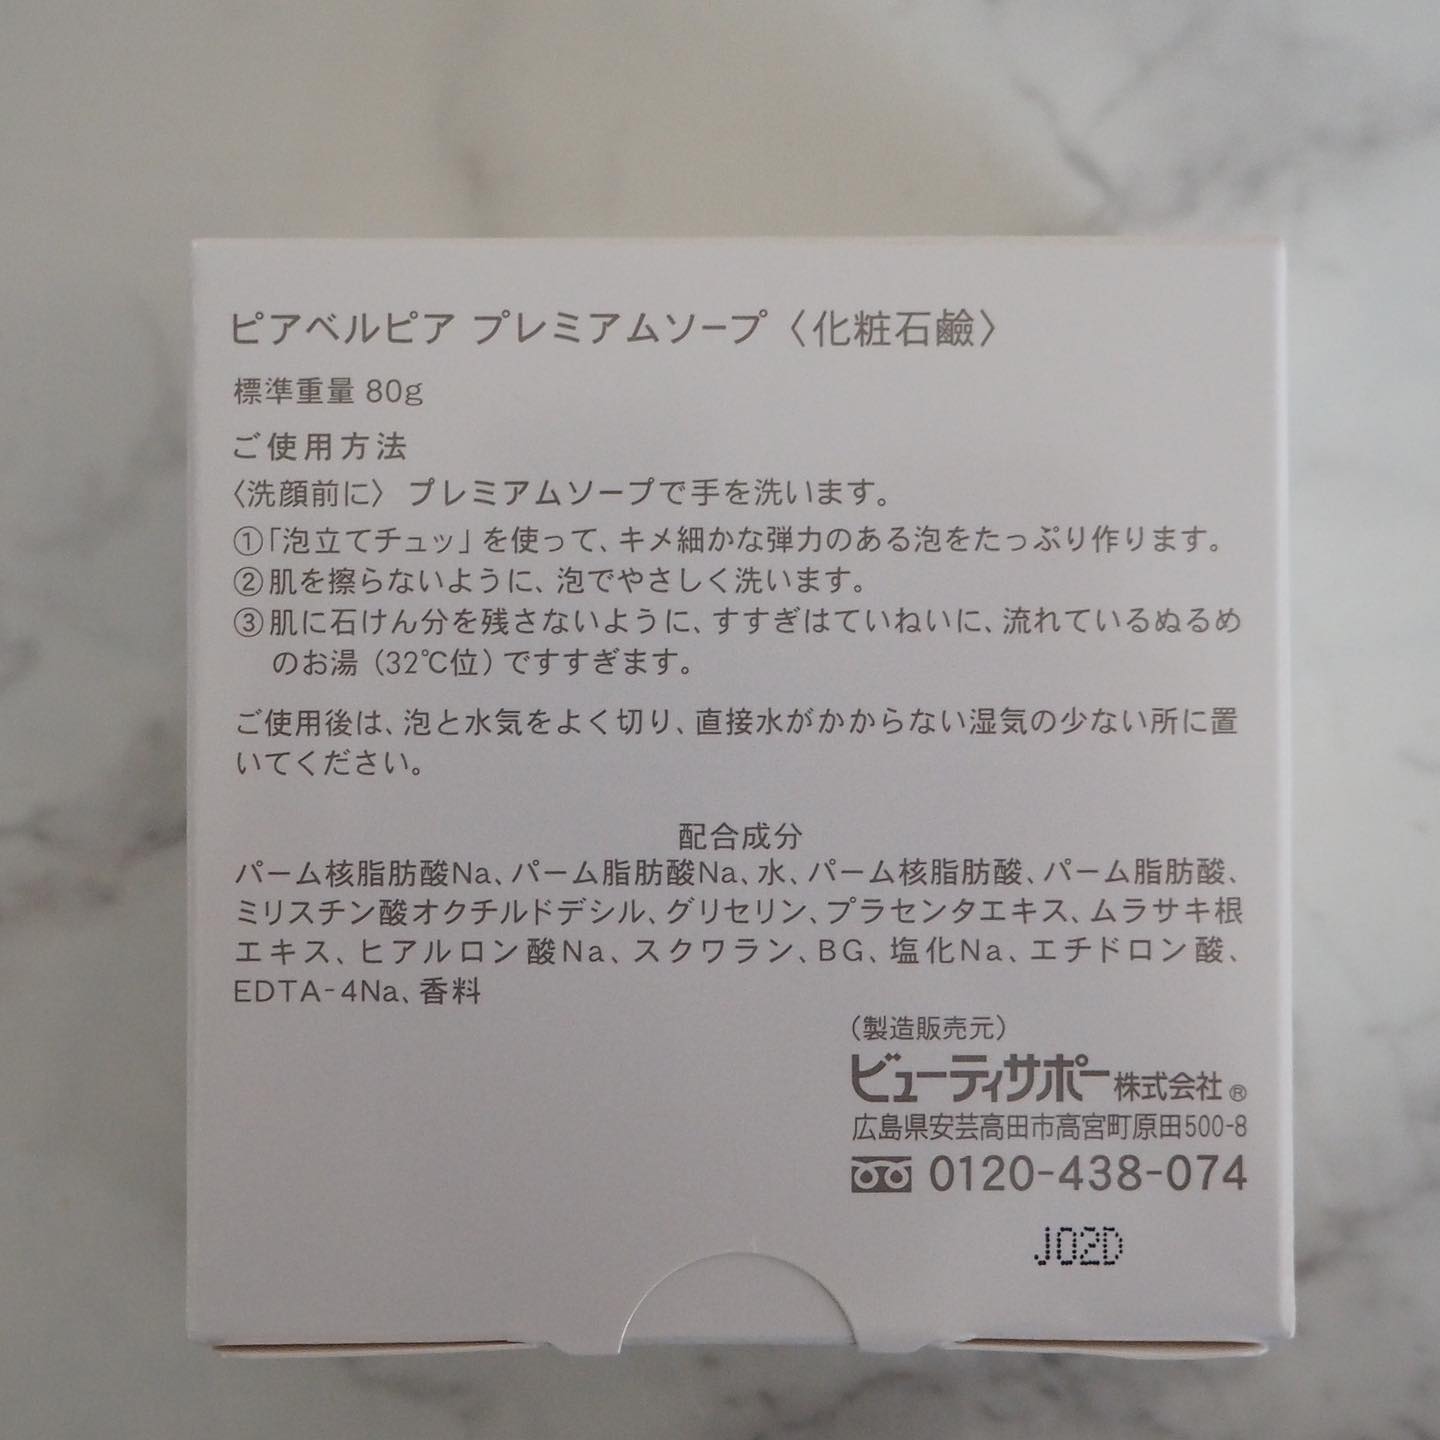 ピアベルピア プレミアムソープ〈化粧石鹸〉
標準重量 80g
ご使用方法
〈洗顔前に〉 プレミアムソープで手を洗います。
①「泡立てチュッ」を使って、キメ細かな弾力のある泡をたっぷり作ります。
②肌を擦らないように、泡でやさしく洗います。
③肌に石けん分を残さないように、すすぎはていねいに、流れているぬるめ
のお湯（32℃位）ですすぎます。
ご使用後は、泡と水気をよく切り、直接水がかからない湿気の少ない所に置
いてください。
配合成分
パーム核脂肪酸Na、パーム脂肪酸Na、水、パーム核脂肪酸、パーム脂肪酸、
ミリスチン酸オクチルドデシル、グリセリン、プラセンタエキス、ムラサキ根
エキス、ヒアルロン酸Na、スクワラン、BG、塩化Na、エチドロン酸、
EDTA-4Na、香料
（製造販売元）
ビューティサポー株式会社®
広島県安芸高田市高宮町原田500-8
0120-438-074
J02D